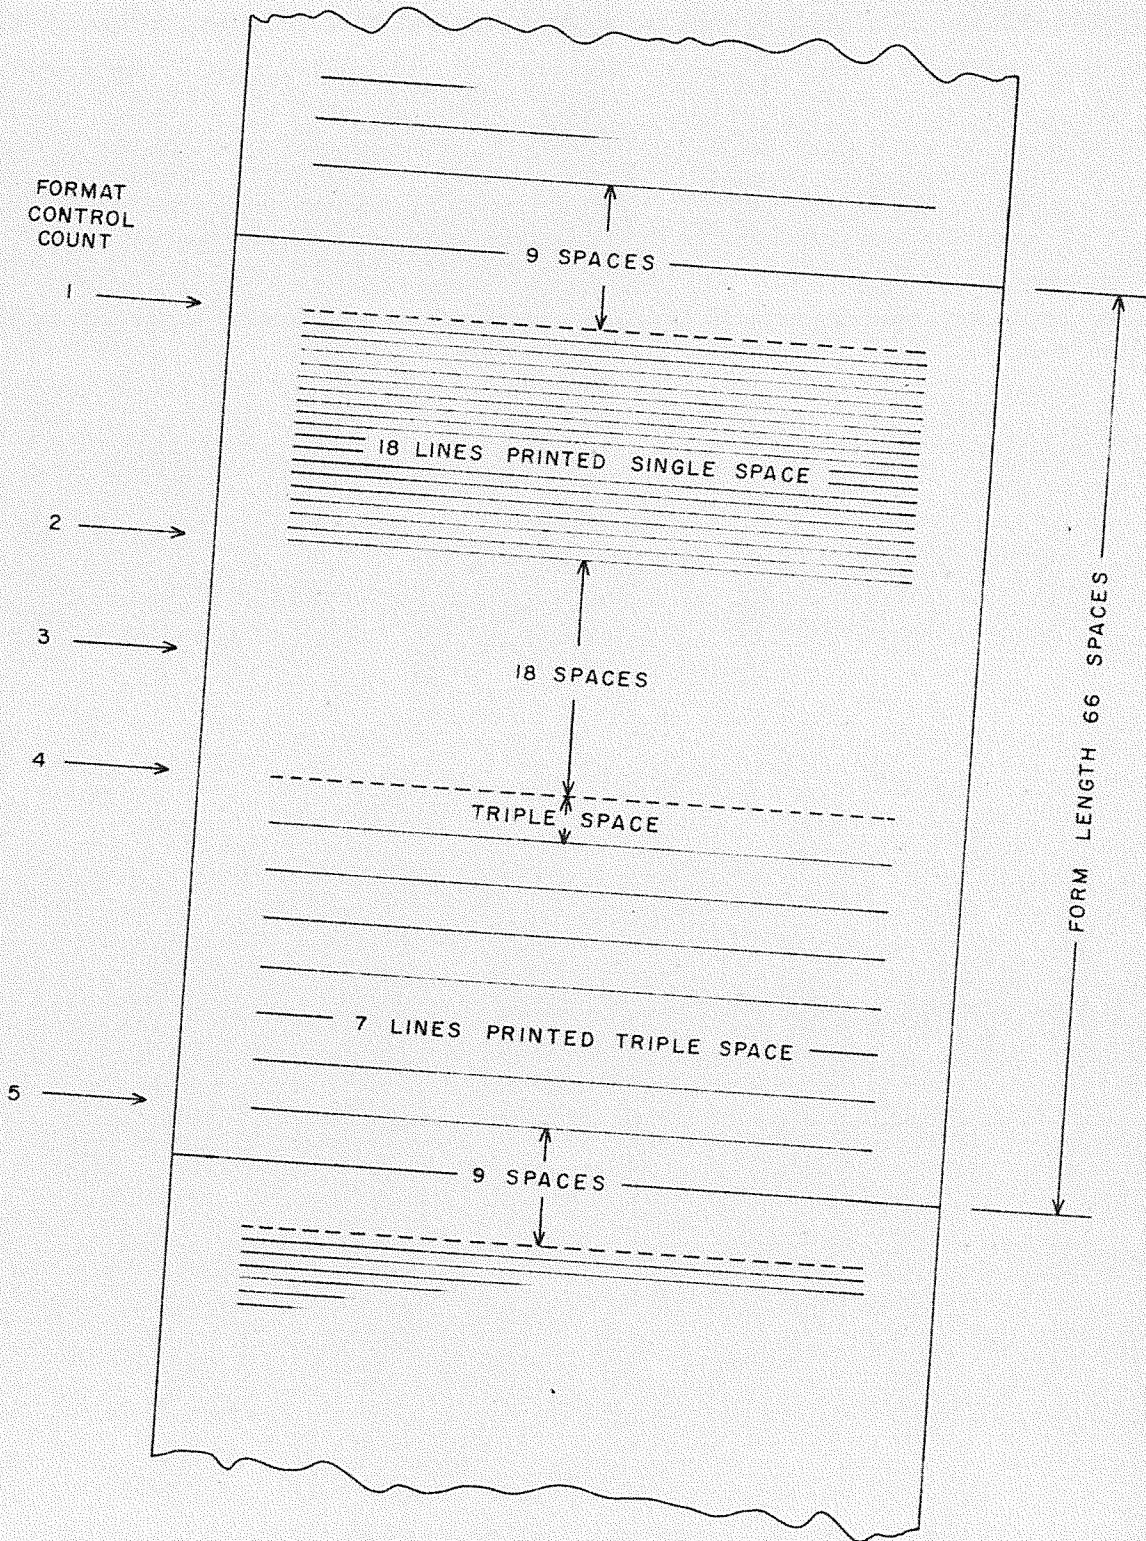 FORMAT
CONTROL
COUNT
9 SPACES
1
18 LINES PRINTED SINGLE SPACE
2
3
18 SPACES
4
TRIPLE SPACE
FORM LENGTH 66 SPACES
7 LINES PRINTED TRIPLE SPACE
5
9 SPACES